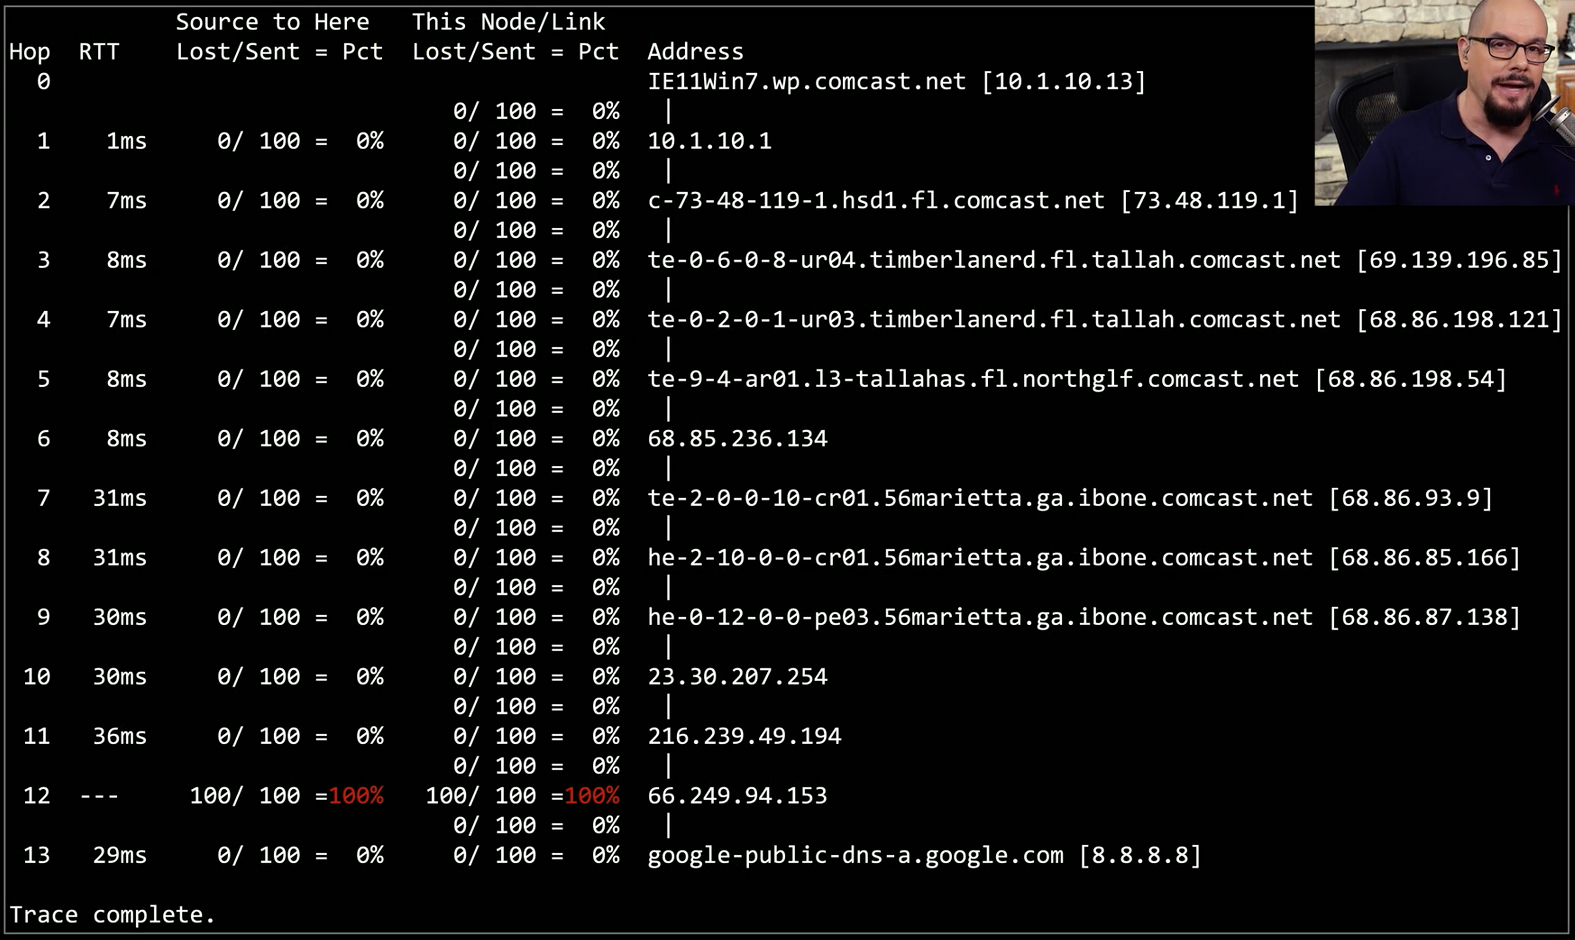 Source to Here   This Node/Link
Hop  RTT    Lost/Sent = Pct  Lost/Sent = Pct  Address
0                                             IE11Win7.wp.comcast.net [10.1.10.13]
                                0/ 100 =  0%   |
1    1ms     0/ 100 =  0%     0/ 100 =  0%  10.1.10.1
                                0/ 100 =  0%   |
2    7ms     0/ 100 =  0%     0/ 100 =  0%  c-73-48-119-1.hsd1.fl.comcast.net [73.48.119.1]
                                0/ 100 =  0%   |
3    8ms     0/ 100 =  0%     0/ 100 =  0%  te-0-6-0-8-ur04.timberlanerd.fl.tallah.comcast.net [69.139.196.85]
                                0/ 100 =  0%   |
4    7ms     0/ 100 =  0%     0/ 100 =  0%  te-0-2-0-1-ur03.timberlanerd.fl.tallah.comcast.net [68.86.198.121]
                                0/ 100 =  0%   |
5    8ms     0/ 100 =  0%     0/ 100 =  0%  te-9-4-ar01.l3-tallahas.fl.northglf.comcast.net [68.86.198.54]
                                0/ 100 =  0%   |
6    8ms     0/ 100 =  0%     0/ 100 =  0%  68.85.236.134
                                0/ 100 =  0%   |
7   31ms     0/ 100 =  0%     0/ 100 =  0%  te-2-0-0-10-cr01.56marietta.ga.ibone.comcast.net [68.86.93.9]
                                0/ 100 =  0%   |
8   31ms     0/ 100 =  0%     0/ 100 =  0%  he-2-10-0-0-cr01.56marietta.ga.ibone.comcast.net [68.86.85.166]
                                0/ 100 =  0%   |
9   30ms     0/ 100 =  0%     0/ 100 =  0%  he-0-12-0-0-pe03.56marietta.ga.ibone.comcast.net [68.86.87.138]
                                0/ 100 =  0%   |
10   30ms     0/ 100 =  0%     0/ 100 =  0%  23.30.207.254
                                0/ 100 =  0%   |
11   36ms     0/ 100 =  0%     0/ 100 =  0%  216.239.49.194
                                0/ 100 =  0%   |
12  ---    100/ 100 =100%   100/ 100 =100%  66.249.94.153
                                0/ 100 =  0%   |
13   29ms     0/ 100 =  0%     0/ 100 =  0%  google-public-dns-a.google.com [8.8.8.8]
Trace complete.